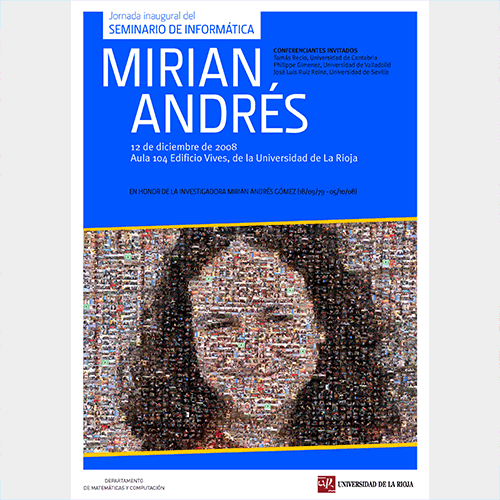 Jornada inaugural del
SEMINARIO DE INFORMÁTICA
MIRIAN
ANDRÉS
CONFERENCIANTES INVITADOS
Tomás Recio, Universidad de Cantabria
Philippe Gimenez, Universidad de Valladolid
José Luis Ruiz Reina, Universidad de Sevilla
12 de diciembre de 2008
Aula 104 Edificio Vives, de la Universidad de La Rioja
EN HONOR DE LA INVESTIGADORA MIRIAN ANDRÉS GÓMEZ (16/09/79 - 05/10/08)
DEPARTAMENTO
DE MATEMÁTICAS Y COMPUTACIÓN
UNIVERSIDAD DE LA RIOJA